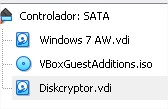 Controlador: SATA
Windows 7 AW.vdi
VBoxGuestAdditions.iso
Diskcryptor.vdi